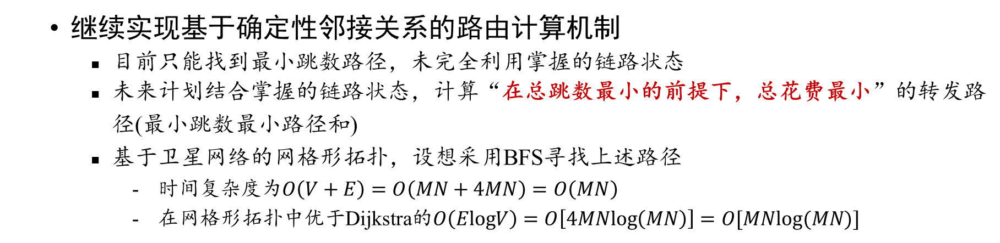 • 继续实现基于确定性邻接关系的路由计算机制
▪ 目前只能找到最小跳数路径，未完全利用掌握的链路状态
▪ 未来计划结合掌握的链路状态，计算“在总跳数最小的前提下，总花费最小”的转发路
径(最小跳数最小路径和)
▪ 基于卫星网络的网格形拓扑，设想采用BFS寻找上述路径
- 时间复杂度为O(V + E) = O(MN + 4MN) = O(MN)
- 在网格形拓扑中优于Dijkstra的O(ElogV) = O[4MNlog(MN)] = O[MNlog(MN)]